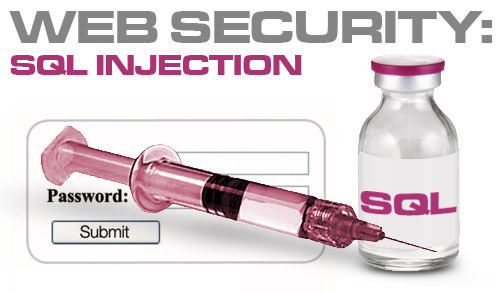 WEB SECURITY:
SQL INJECTION
Password:
Submit
SQL